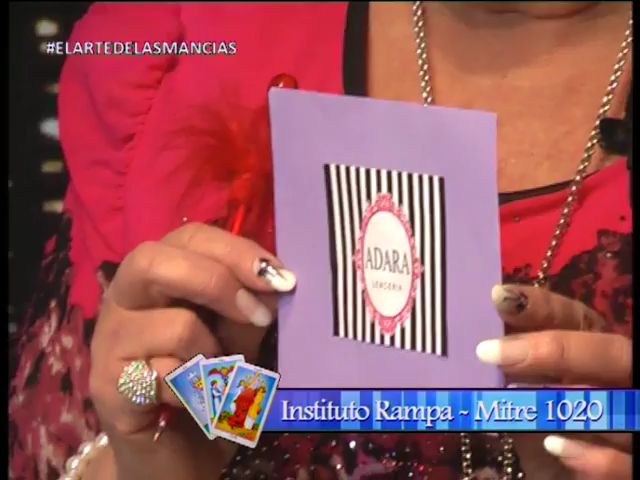 #ELARTEDELASMANCIAS
ADARA
LENCERIA
Instituto Rampa - Mitre 1020